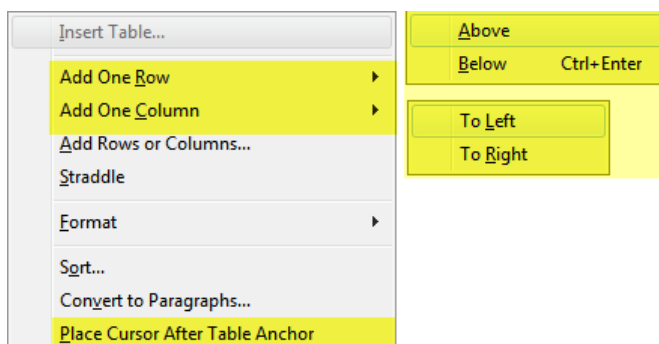 Insert Table...
Add One Row
Add One Column
Add Rows or Columns...
Straddle
Format
Sort...
Convert to Paragraphs...
Place Cursor After Table Anchor
Above
Below Ctrl+Enter
To Left
To Right